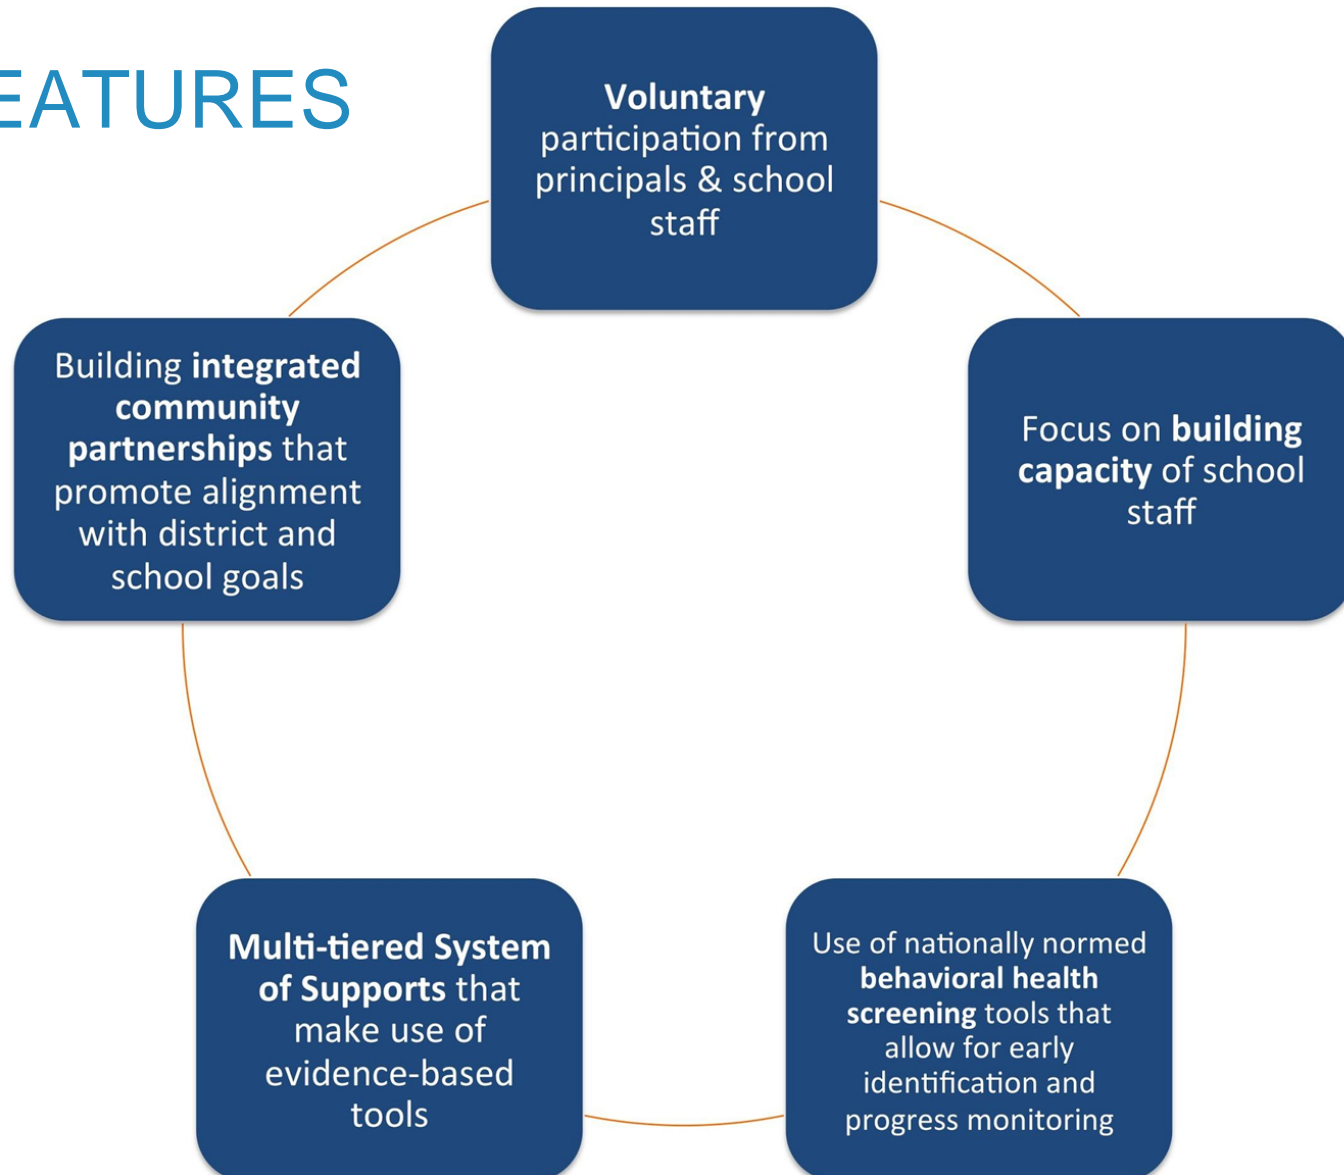 EATURES
Voluntary
participation from
principals & school
staff
Focus on building
capacity of school
staff
Use of nationally normed
behavioral health
screening tools that
allow for early
identification and
progress monitoring
Multi-tiered System
of Supports that
make use of
evidence-based
tools
Building integrated
community
partnerships that
promote alignment
with district and
school goals